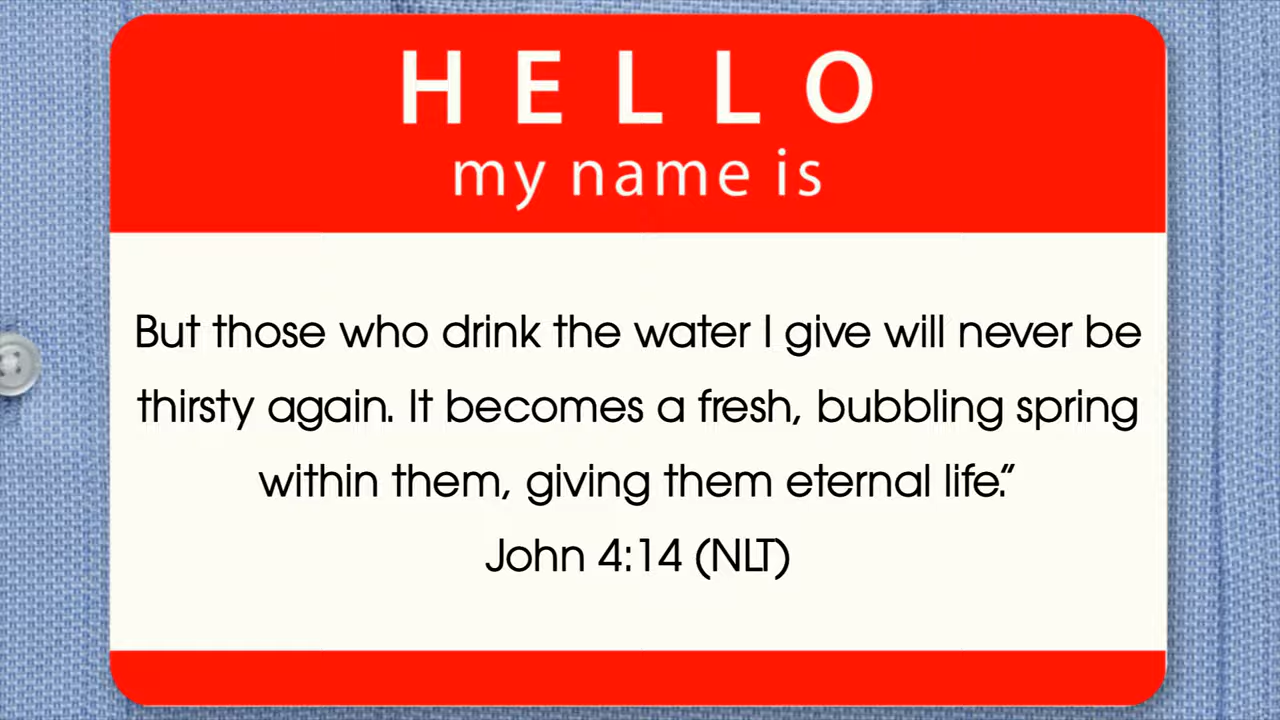 HELLO
my name is
But those who drink the water I give will never be
thirsty again. It becomes a fresh, bubbling spring
within them, giving them eternal life.”
John 4:14 (NLT)